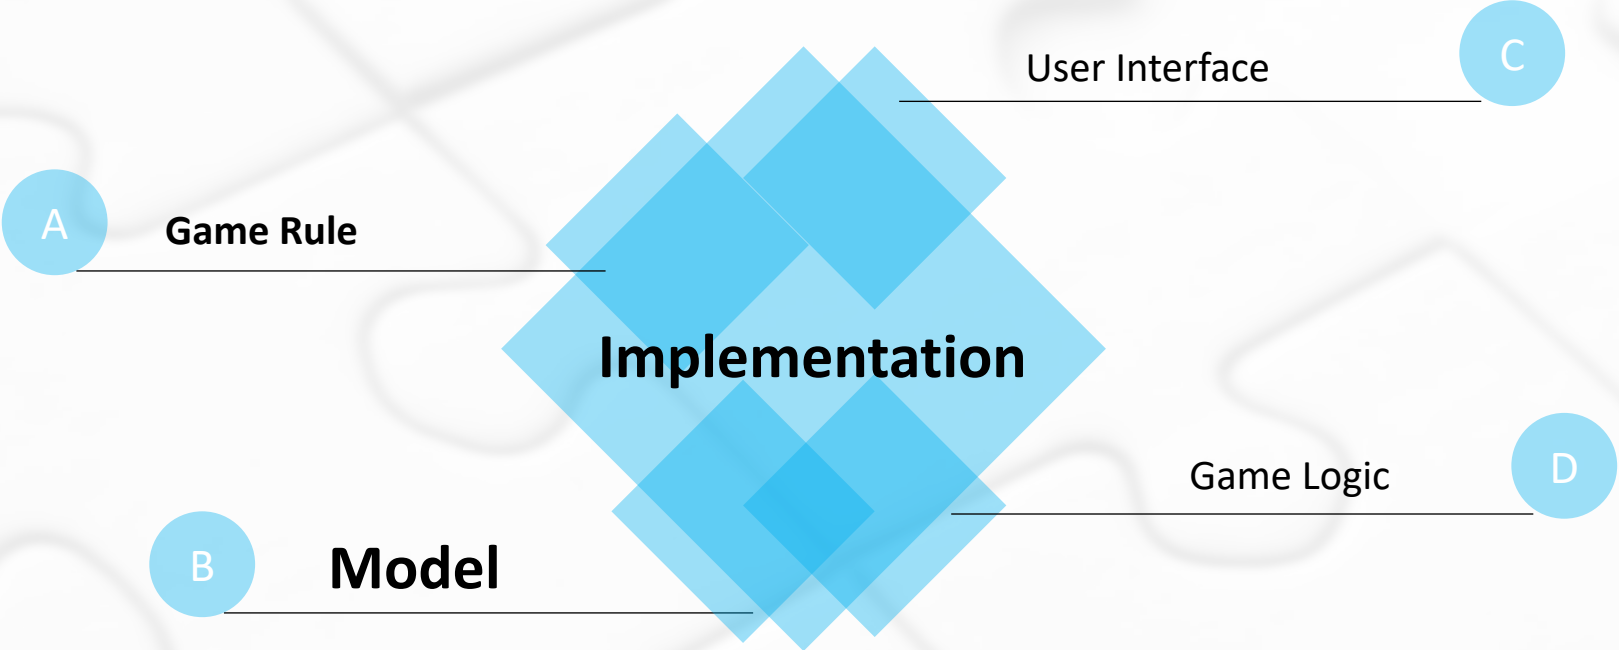 A
Game Rule
B
Model
Implementation
User Interface
C
Game Logic
D